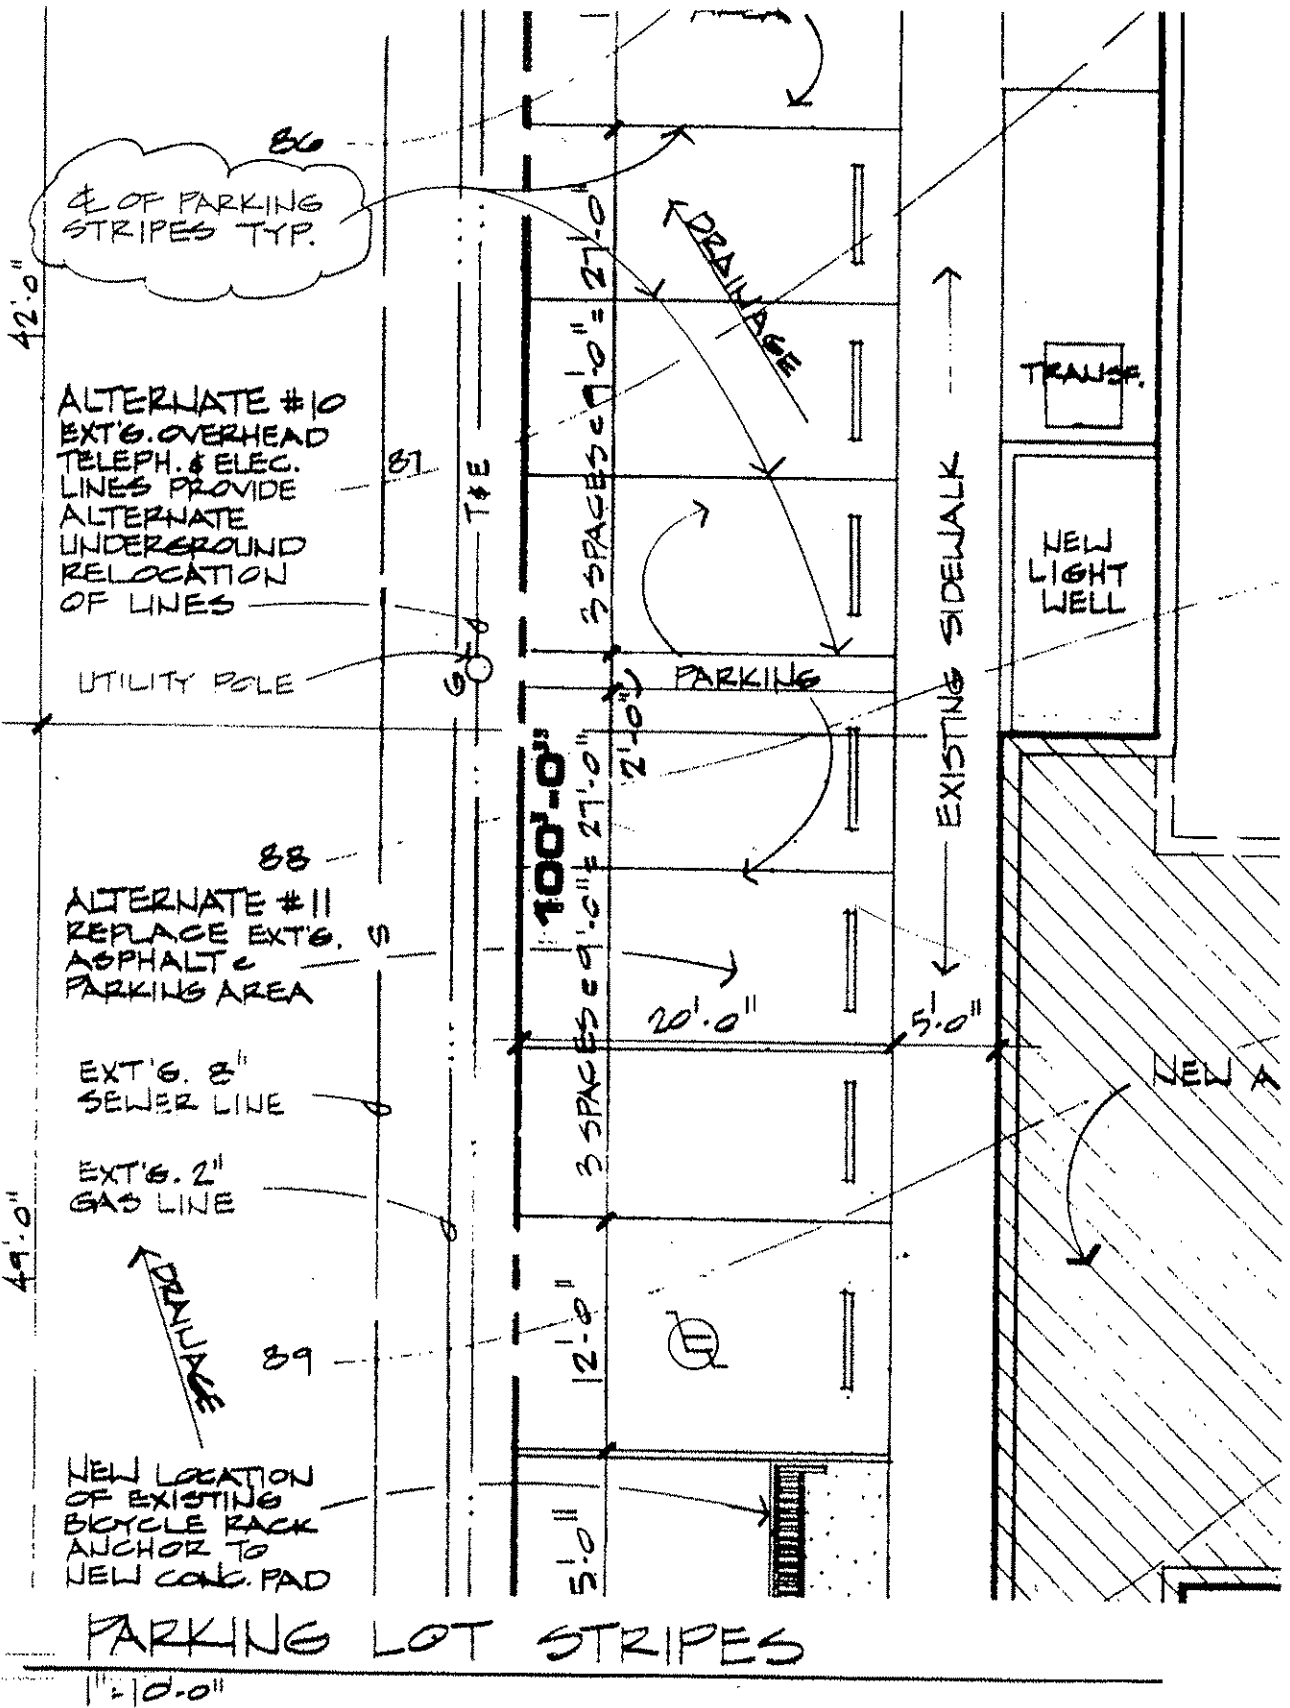 86
℄ OF PARKING
STRIPES TYP.
42'-0"
ALTERNATE #10
EXT'G. OVERHEAD
TELEPH. & ELEC.
LINES PROVIDE
ALTERNATE
UNDERGROUND
RELOCATION
OF LINES
87
T&E
UTILITY POLE
G
3 SPACES @ 9'-0" = 27'-0"
DRAINAGE
PARKING
2'-0"
EXISTING SIDEWALK
TRANSF.
NEW
LIGHT
WELL
100'-0"
3 SPACES @ 9'-0" = 27'-0"
88
ALTERNATE #11
REPLACE EXT'G.
ASPHALT @
PARKING AREA
S
20'-0"
5'-0"
NEW
EXT'G. 8"
SEWER LINE
EXT'G. 2"
GAS LINE
49'-0"
DRAINAGE
89
12'-0"
NEW LOCATION
OF EXISTING
BICYCLE RACK
ANCHOR TO
NEW CONC. PAD
5'-0"
PARKING LOT STRIPES
1"=10'-0"